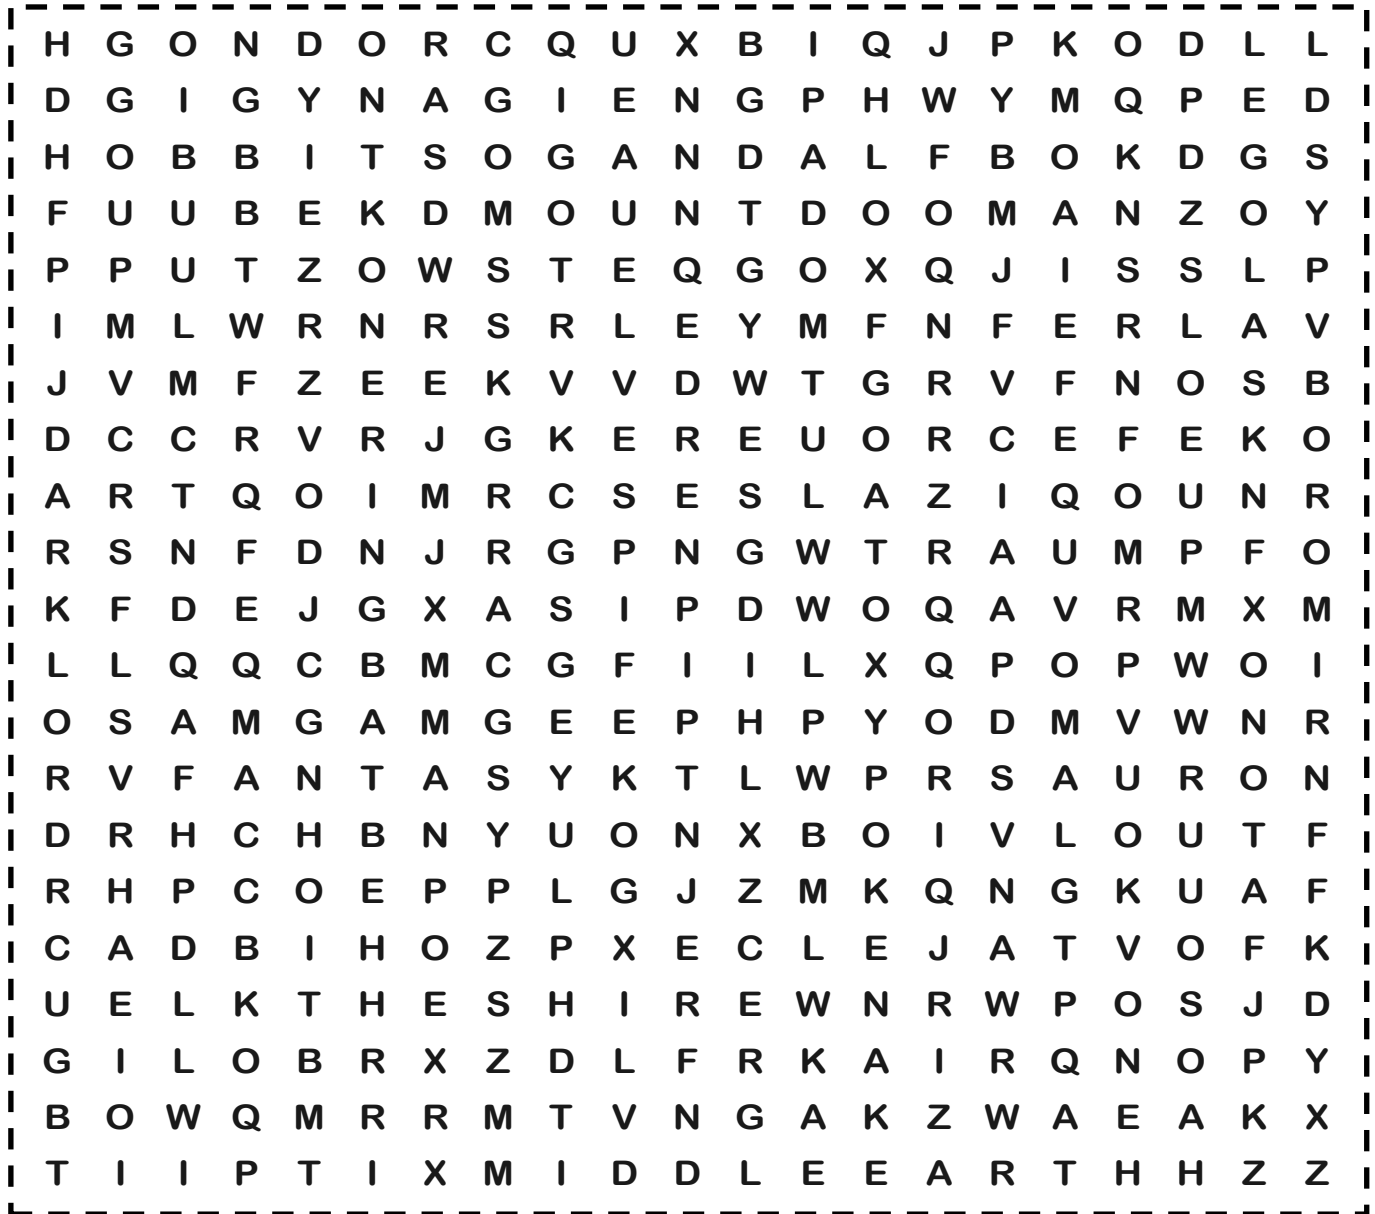 H G O N D O R C Q U X B I Q J P K O D L L
D G I G Y N A G I E N G P H W Y M Q P E D
H O B B I T S O G A N D A L F B O K D G S
F U U B E K D M O U N T D O O M A N Z O Y
P P U T Z O W S T E Q G O X Q J I S S L P
I M L W R N R S R L E Y M F N F E R L A V
J V M F Z E E K V V D W T G R V F N O S B
D C C R V R J G K E R E U O R C E F E K O
A R T Q O I M R C S E S L A Z I Q O U N R
R S N F D N J R G P N G W T R A U M P F O
K F D E J G X A S I P D W O Q A V R M X M
L L Q Q C B M C G F I I L X Q P O P W O I
O S A M G A M G E E P H P Y O D M V W N R
R V F A N T A S Y K T L W P R S A U R O N
D R H C H B N Y U O N X B O I V L O U T F
R H P C O E P P L G J Z M K Q N G K U A F
C A D B I H O Z P X E C L E J A T V O F K
U E L K T H E S H I R E W N R W P O S J D
G I L O B R X Z D L F R K A I R Q N O P Y
B O W Q M R R M T V N G A K Z W A E A K X
T I I P T I X M I D D L E E A R T H H Z Z